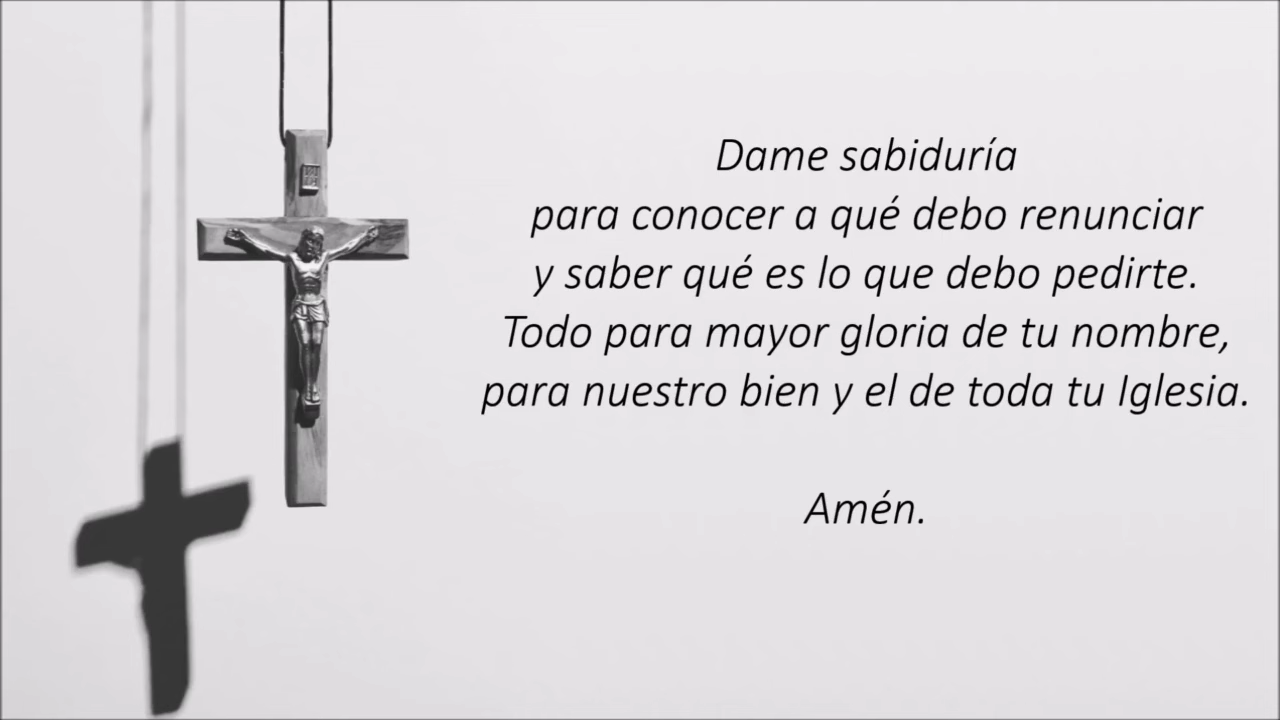 Dame sabiduría
para conocer a qué debo renunciar
y saber qué es lo que debo pedirte.
Todo para mayor gloria de tu nombre,
para nuestro bien y el de toda tu Iglesia.
Amén.